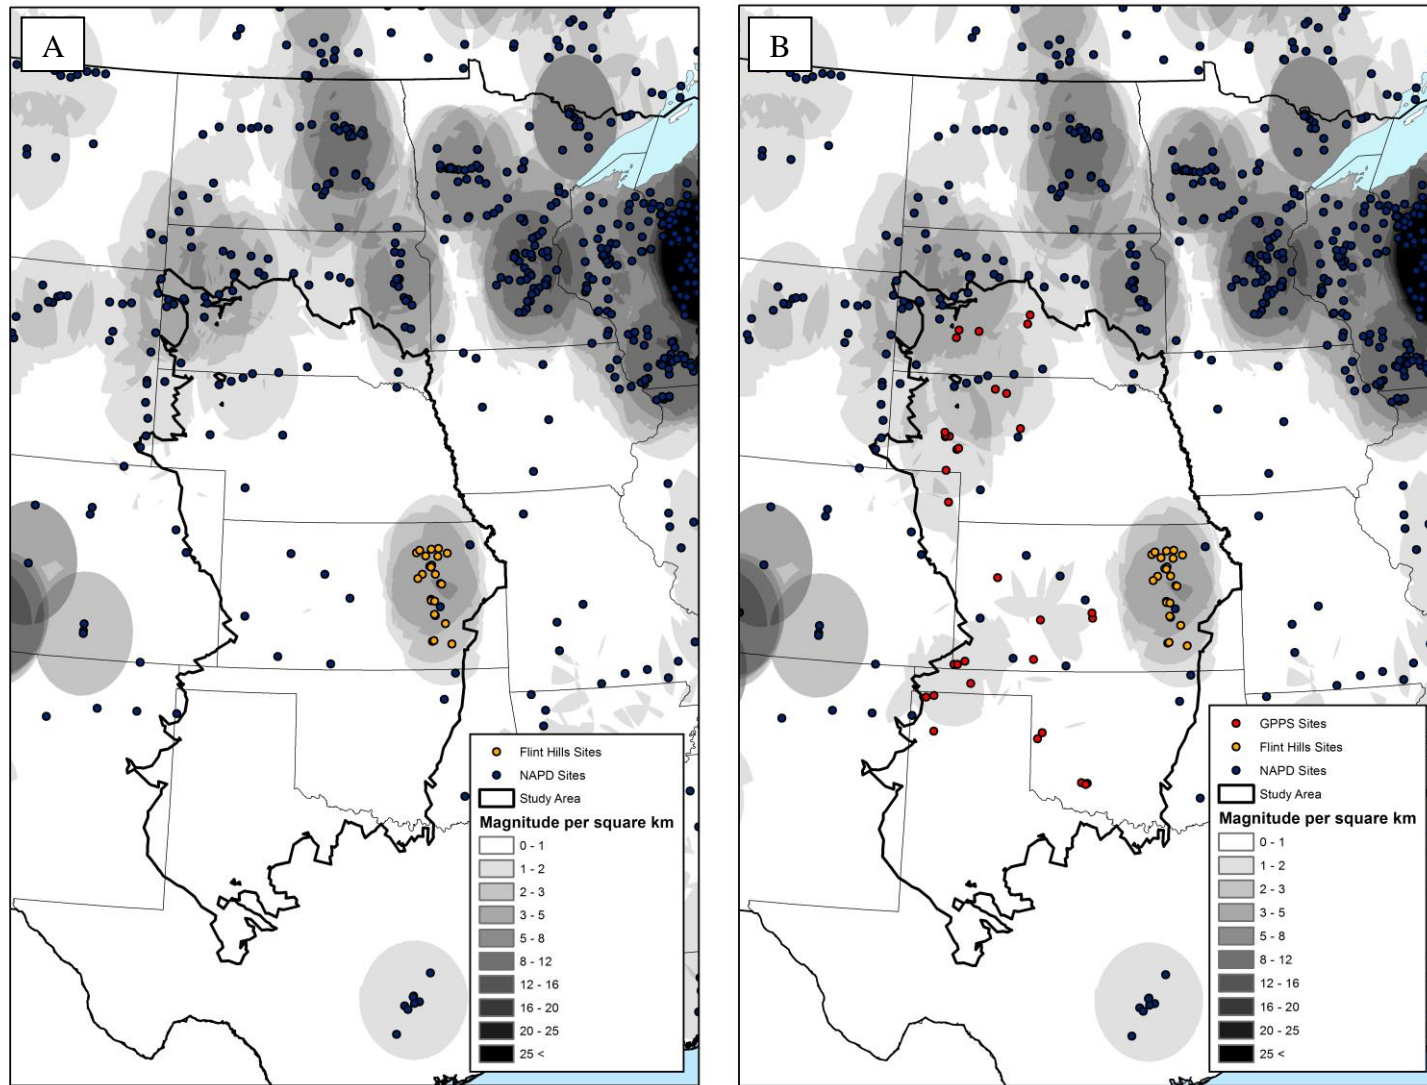 A
Flint Hills Sites
NAPD Sites
Study Area
Magnitude per square km
0 - 1
1 - 2
2 - 3
3 - 5
5 - 8
8 - 12
12 - 16
16 - 20
20 - 25
25 <
B
GPPS Sites
Flint Hills Sites
NAPD Sites
Study Area
Magnitude per square km
0 - 1
1 - 2
2 - 3
3 - 5
5 - 8
8 - 12
12 - 16
16 - 20
20 - 25
25 <